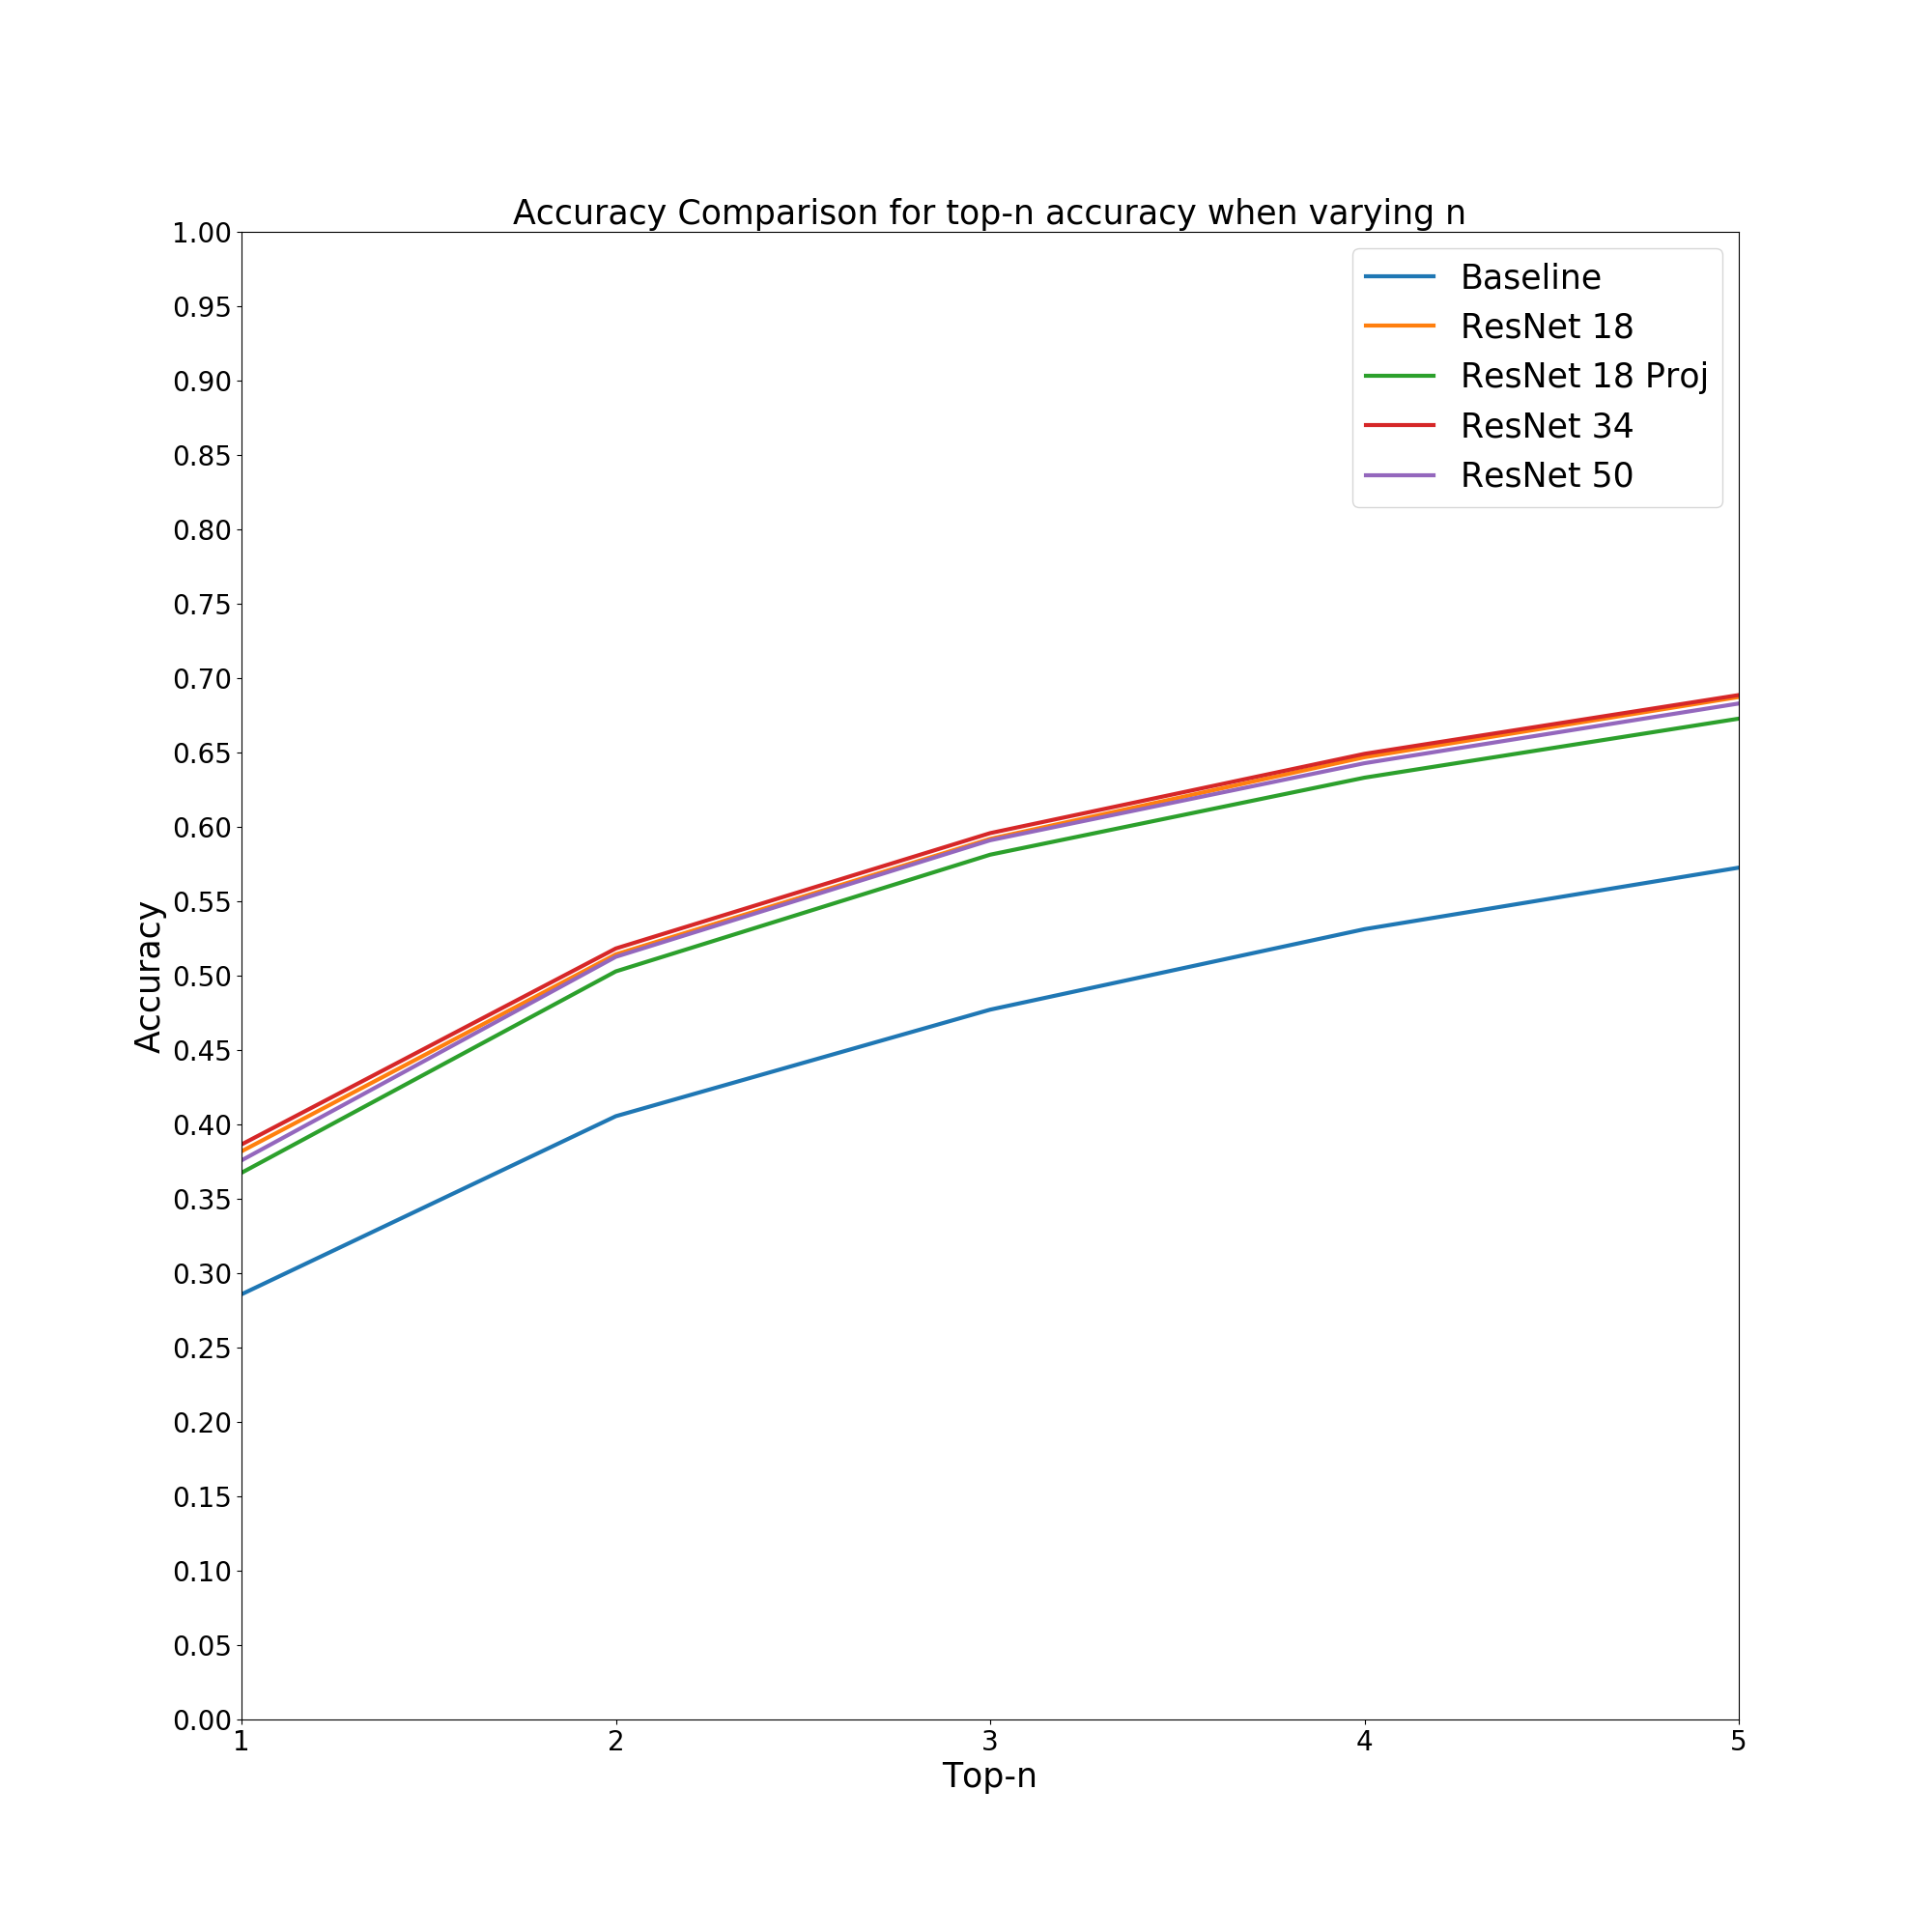 Accuracy Comparison for top-n accuracy when varying n
1.00
0.95
0.90
0.85
0.80
0.75
0.70
0.65
0.60
0.55
0.50
0.45
0.40
0.35
0.30
0.25
0.20
0.15
0.10
0.05
0.00
Accuracy
Baseline
ResNet 18
ResNet 18 Proj
ResNet 34
ResNet 50
1 2 3 4 5
Top-n